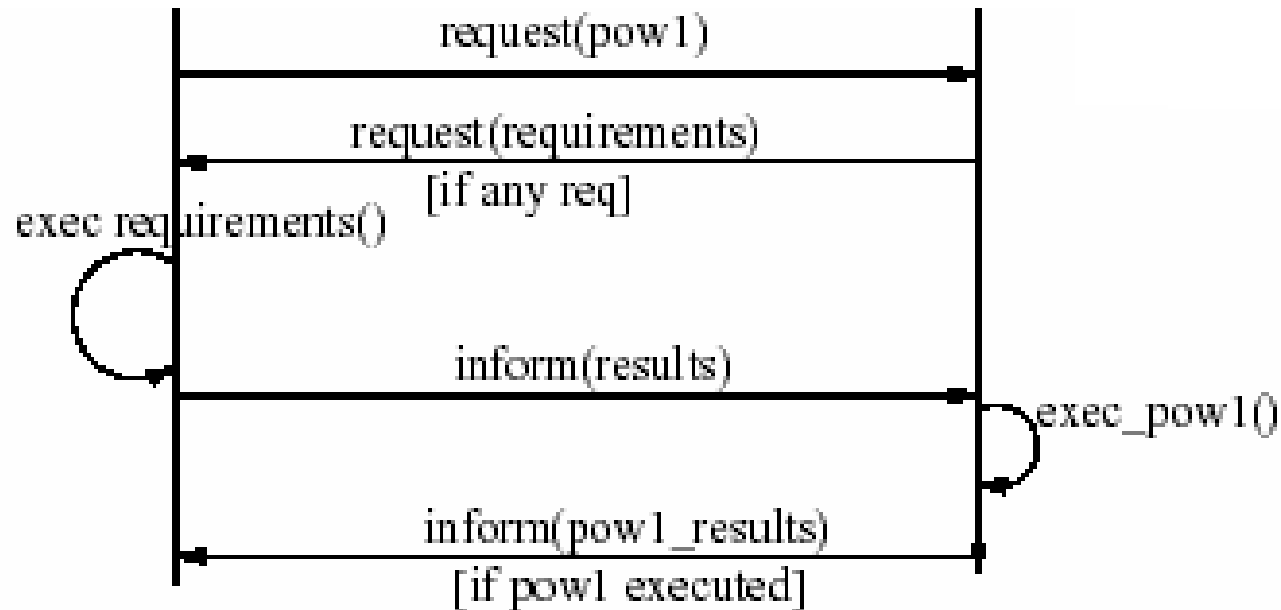 request(pow1)
request(requirements)
[if any req]
exec requirements()
inform(results)
exec_pow1()
inform(pow1_results)
[if pow1 executed]